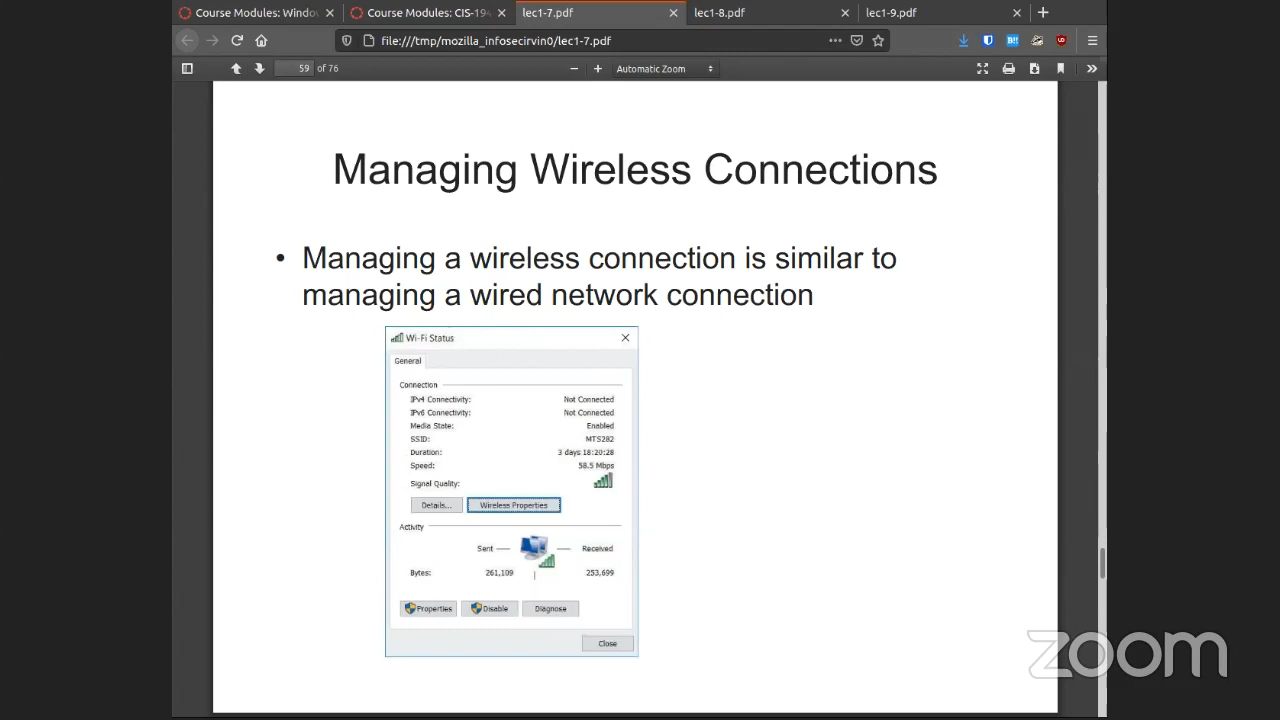 Course Modules: Windo
Course Modules: CIS-194
lec1-7.pdf
lec1-8.pdf
lec1-9.pdf
file:///tmp/mozilla_infosecirvin0/lec1-7.pdf
59 of 76
Automatic Zoom
Managing Wireless Connections
• Managing a wireless connection is similar to
managing a wired network connection
Wi-Fi Status
General
Connection
IPv4 Connectivity: Not Connected
IPv6 Connectivity: Not Connected
Media State: Enabled
SSID: MTS282
Duration: 3 days 18:20:28
Speed: 58.5 Mbps
Signal Quality:
Details... Wireless Properties
Activity
Sent — — Received
Bytes: 261,109 253,699
Properties Disable Diagnose
Close
zoom